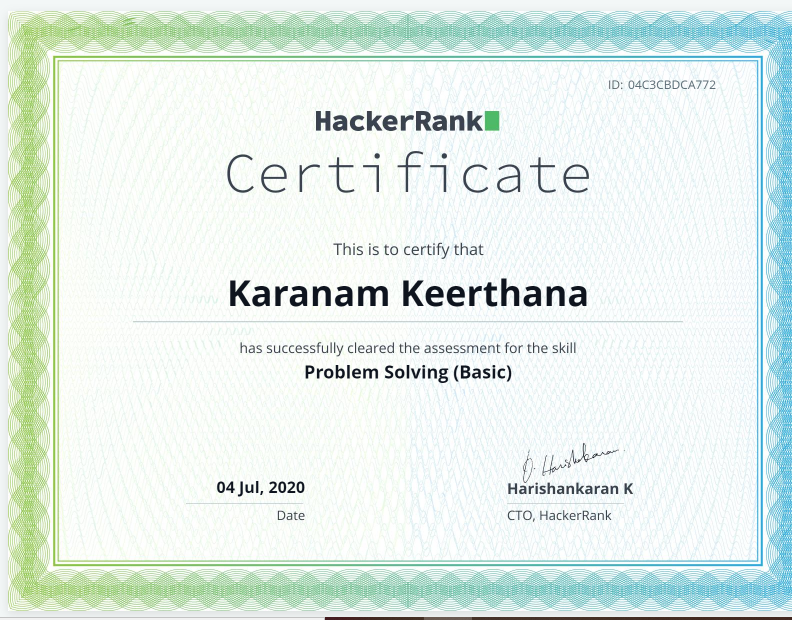 ID: 04C3CBDCA772
HackerRank
Certificate
This is to certify that
Karanam Keerthana
has successfully cleared the assessment for the skill
Problem Solving (Basic)
04 Jul, 2020
Date
D. Harishankaran
Harishankaran K
CTO, HackerRank